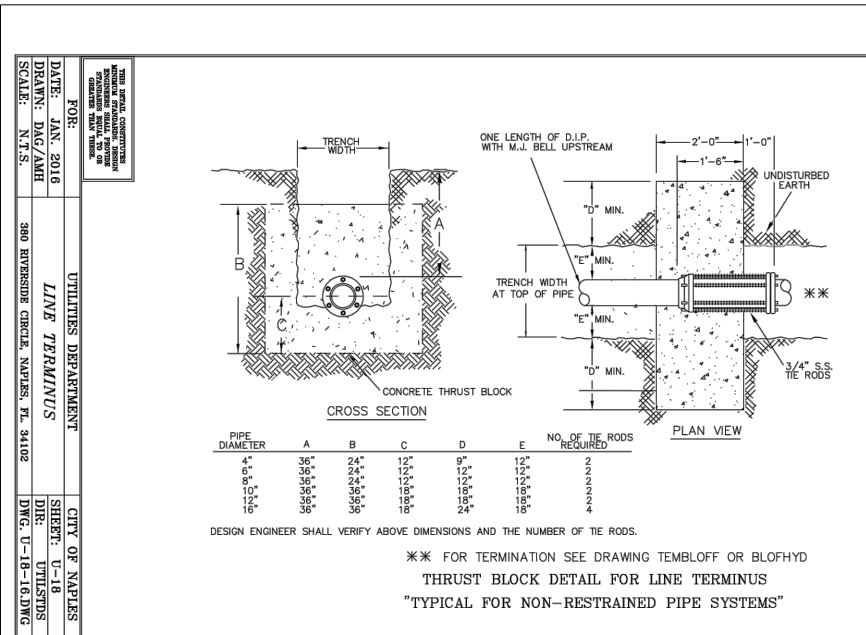 THIS DETAIL CONSTITUTES
MINIMUM STANDARDS. DESIGN
ENGINEERS SHALL PROVIDE
STANDARDS EQUAL TO OR
GREATER THAN THESE.
FOR:
DATE: JAN. 2016
DRAWN: DAG/AMH
SCALE: N.T.S.
UTILITIES DEPARTMENT
LINE TERMINUS
380 RIVERSIDE CIRCLE, NAPLES, FL. 34102
CITY OF NAPLES
SHEET: U-18
DIR: UTILSTDS
DWG. U-18-16.DWG
TRENCH
WIDTH
A
B
C
CONCRETE THRUST BLOCK
CROSS SECTION
ONE LENGTH OF D.I.P.
WITH M.J. BELL UPSTREAM
2'-0"
1'-0"
1'-6"
UNDISTURBED
EARTH
"D" MIN.
"E" MIN.
TRENCH WIDTH
AT TOP OF PIPE
**
"E" MIN.
"D" MIN.
3/4" S.S.
TIE RODS
PLAN VIEW
PIPE DIAMETER A B C D E NO. OF TIE RODS REQUIRED
4" 36" 24" 12" 9" 12" 2
6" 36" 24" 12" 12" 12" 2
8" 36" 24" 12" 12" 12" 2
10" 36" 36" 18" 18" 18" 2
12" 36" 36" 18" 18" 18" 2
16" 36" 36" 18" 24" 18" 4
DESIGN ENGINEER SHALL VERIFY ABOVE DIMENSIONS AND THE NUMBER OF TIE RODS.
** FOR TERMINATION SEE DRAWING TEMBLOFF OR BLOFHYD
THRUST BLOCK DETAIL FOR LINE TERMINUS
"TYPICAL FOR NON-RESTRAINED PIPE SYSTEMS"